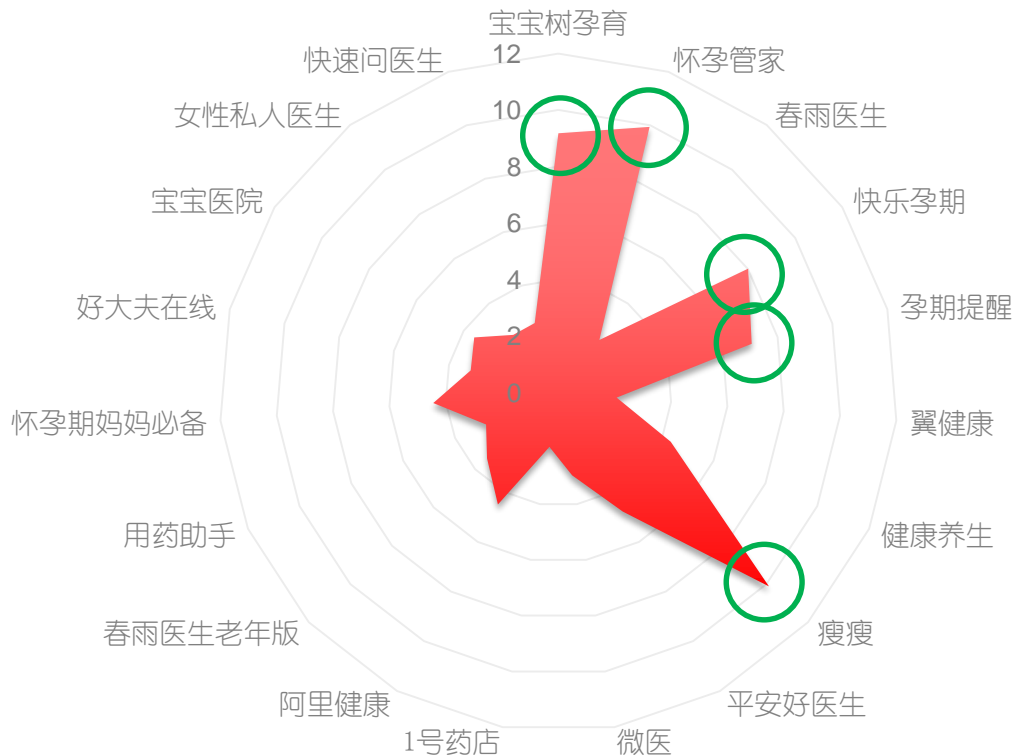 宝宝树孕育
怀孕管家
春雨医生
快乐孕期
孕期提醒
翼健康
健康养生
瘦瘦
平安好医生
微医
1号药店
阿里健康
春雨医生老年版
用药助手
怀孕期妈妈必备
好大夫在线
宝宝医院
女性私人医生
快速问医生
12
10
8
6
4
2
0